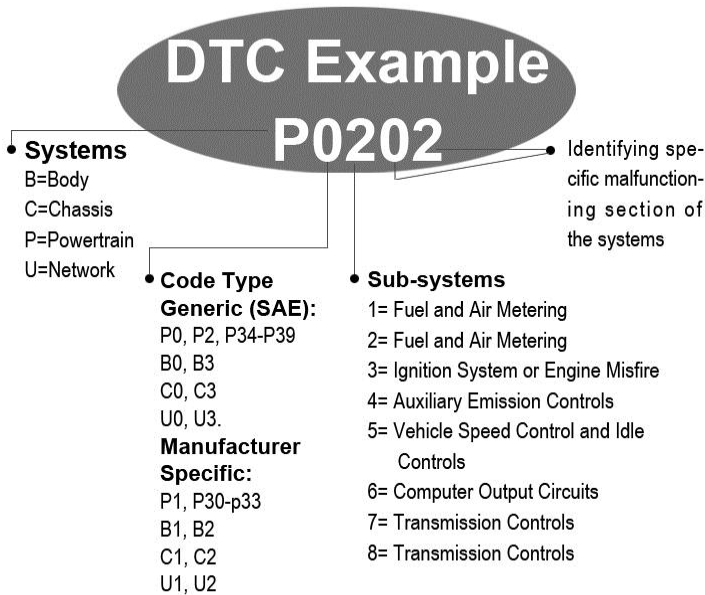 DTC Example
P0202
Systems
B=Body
C=Chassis
P=Powertrain
U=Network
Identifying spe-
cific malfunction-
ing section of
the systems
Code Type
Generic (SAE):
P0, P2, P34-P39
B0, B3
C0, C3
U0, U3.
Manufacturer
Specific:
P1, P30-p33
B1, B2
C1, C2
U1, U2
Sub-systems
1= Fuel and Air Metering
2= Fuel and Air Metering
3= Ignition System or Engine Misfire
4= Auxiliary Emission Controls
5= Vehicle Speed Control and Idle
Controls
6= Computer Output Circuits
7= Transmission Controls
8= Transmission Controls